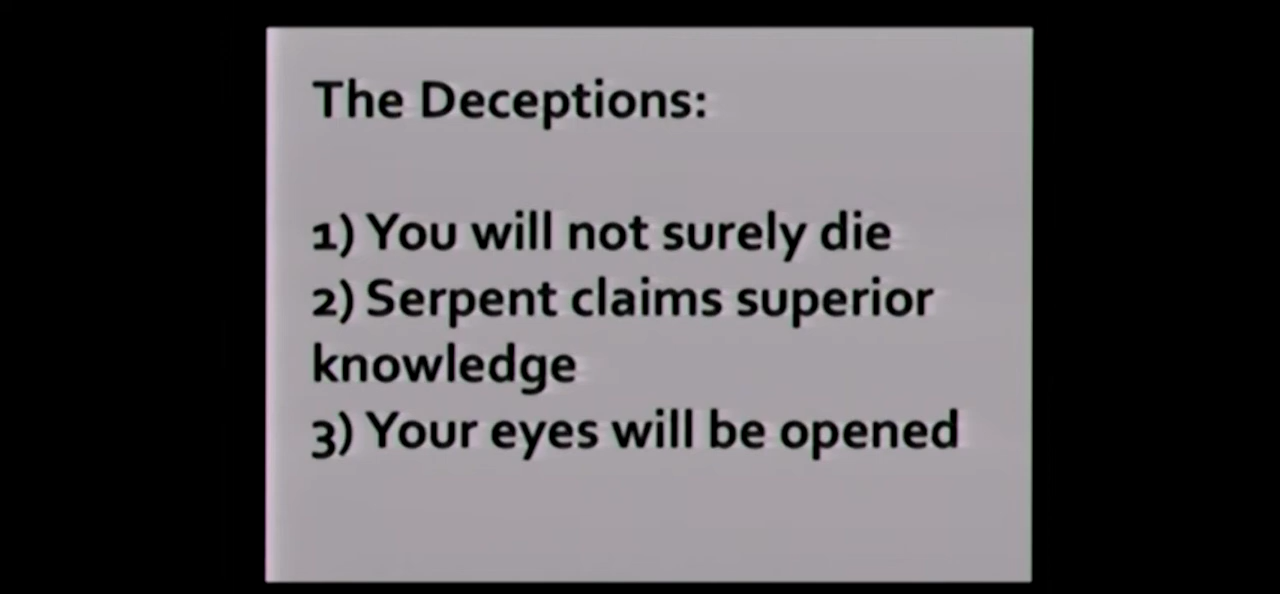 The Deceptions:
1) You will not surely die
2) Serpent claims superior
knowledge
3) Your eyes will be opened